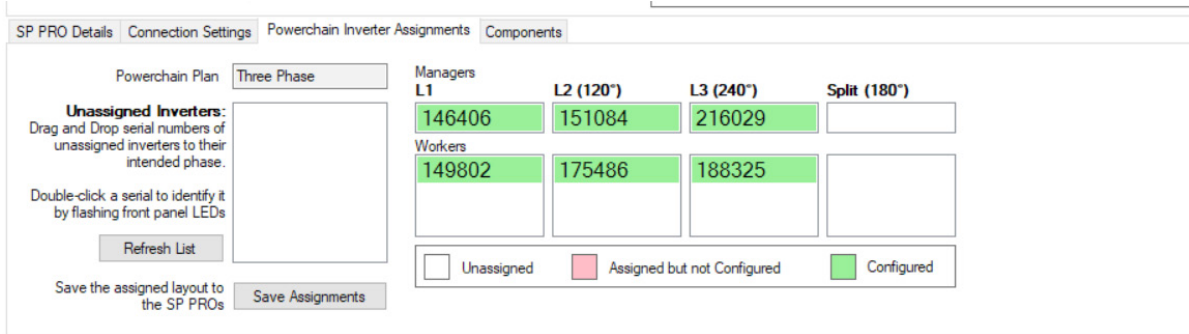 SP PRO Details Connection Settings Powerchain Inverter Assignments Components
Powerchain Plan Three Phase
Unassigned Inverters:
Drag and Drop serial numbers of
unassigned inverters to their
intended phase.
Double-click a serial to identify it
by flashing front panel LEDs
Refresh List
Save the assigned layout to
the SP PROs
Save Assignments
Managers
L1 L2 (120°) L3 (240°) Split (180°)
146406 151084 216029
Workers
149802 175486 188325
Unassigned Assigned but not Configured Configured